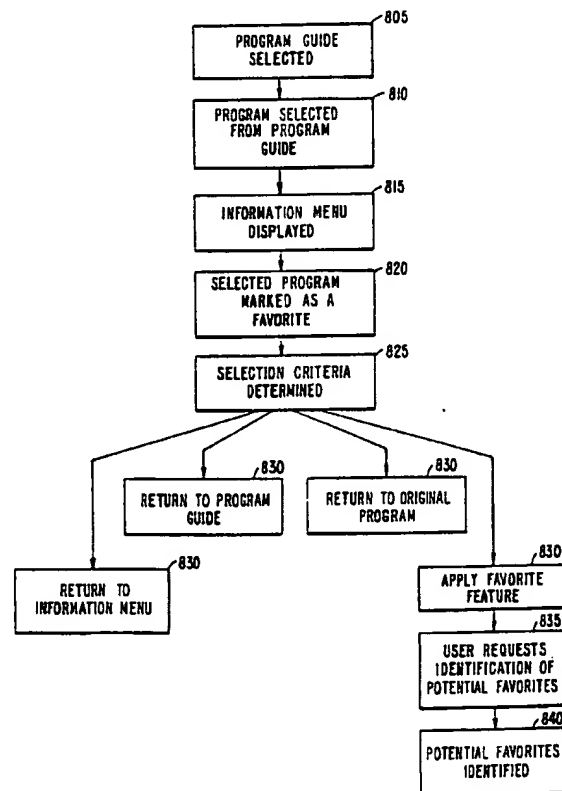 805
PROGRAM GUIDE
SELECTED
810
PROGRAM SELECTED
FROM PROGRAM
GUIDE
815
INFORMATION MENU
DISPLAYED
820
SELECTED PROGRAM
MARKED AS A
FAVORITE
825
SELECTION CRITERIA
DETERMINED
830
RETURN TO PROGRAM
GUIDE
830
RETURN TO ORIGINAL
PROGRAM
830
RETURN TO
INFORMATION MENU
830
APPLY FAVORITE
FEATURE
835
USER REQUESTS
IDENTIFICATION OF
POTENTIAL FAVORITES
840
POTENTIAL FAVORITES
IDENTIFIED